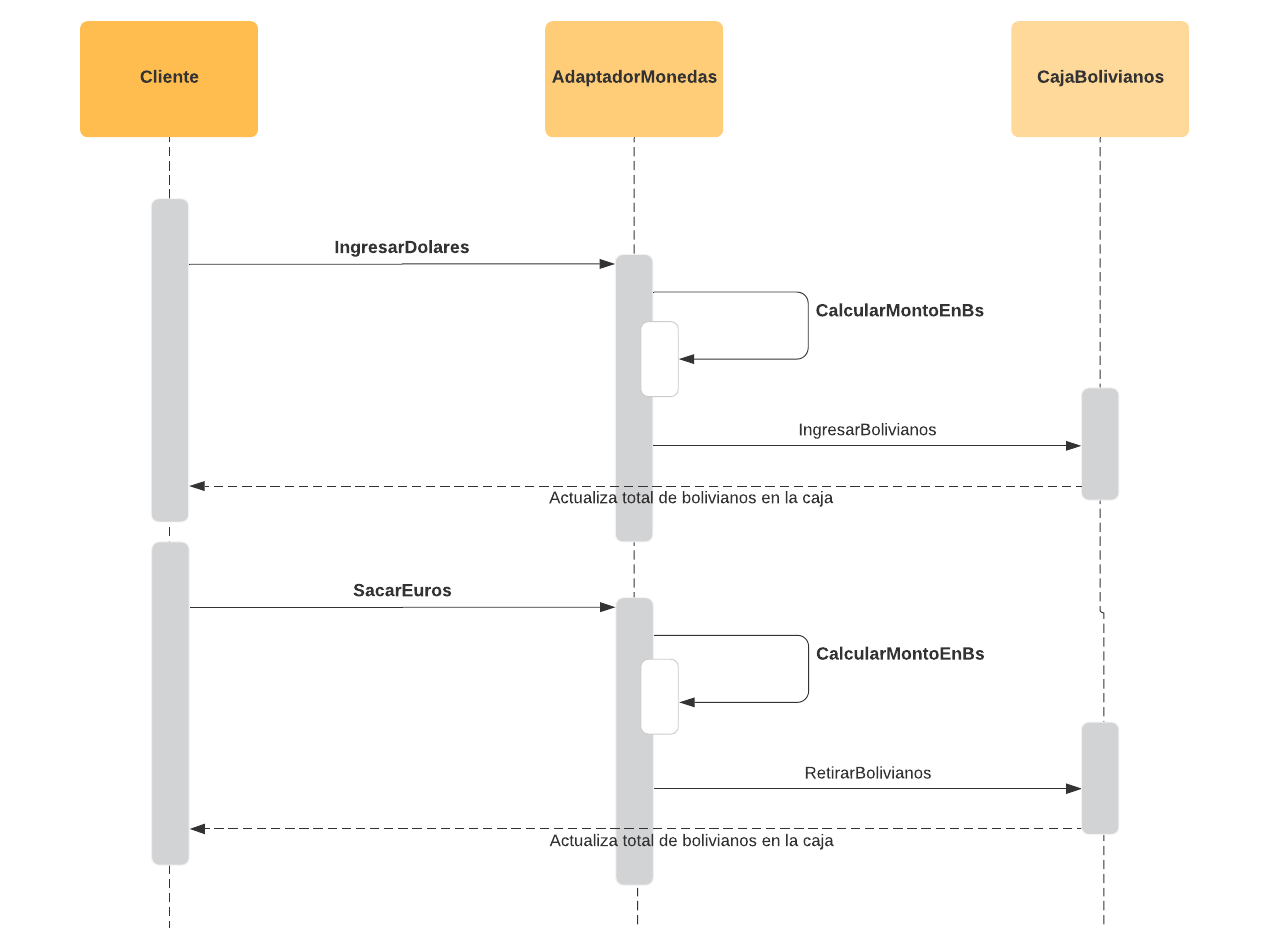 Cliente
AdaptadorMonedas
CajaBolivianos
IngresarDolares
CalcularMontoEnBs
IngresarBolivianos
Actualiza total de bolivianos en la caja
SacarEuros
CalcularMontoEnBs
RetirarBolivianos
Actualiza total de bolivianos en la caja